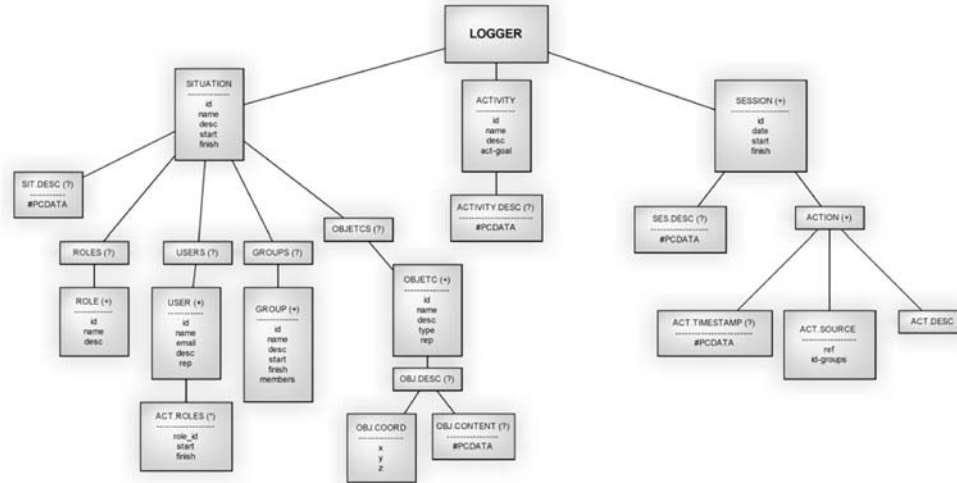 LOGGER
SITUATION
------------
id
name
desc
start
finish
ACTIVITY
------------
id
name
desc
act-goal
SESSION (+)
------------
id
date
start
finish
SIT.DESC (?)
------------
#PCDATA
ACTIVITY.DESC (?)
------------
#PCDATA
SES.DESC (?)
------------
#PCDATA
ACTION (+)
OBJETCS (?)
ROLES (?)
USERS (?)
GROUPS (?)
ROLE (+)
------------
id
name
desc
USER (+)
------------
id
name
email
desc
rep
GROUP (+)
------------
id
name
desc
start
finish
members
OBJETC (+)
------------
id
name
desc
type
rep
ACT.TIMESTAMP (?)
------------
#PCDATA
ACT.SOURCE
------------
ref
id-groups
ACT.DESC
OBJ.DESC (?)
ACT.ROLES (*)
------------
role_id
start
finish
OBJ.COORD
------------
x
y
z
OBJ.CONTENT (?)
------------
#PCDATA